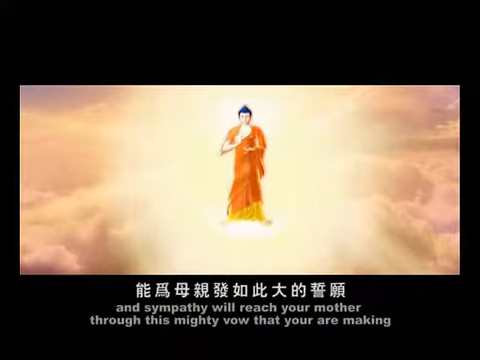 能爲母親發如此大的誓願
and sympathy will reach your mother
through this mighty vow that your are making